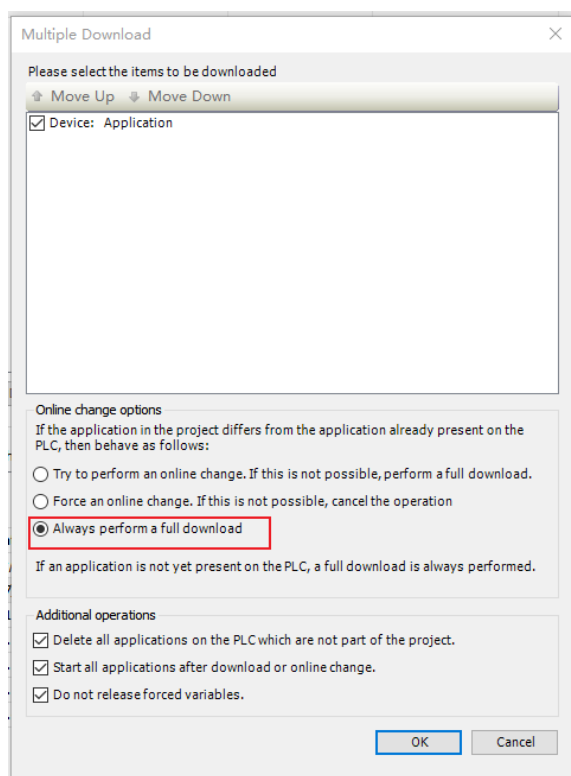 Multiple Download
Please select the items to be downloaded
Move Up Move Down
Device: Application
Online change options
If the application in the project differs from the application already present on the
PLC, then behave as follows:
Try to perform an online change. If this is not possible, perform a full download.
Force an online change. If this is not possible, cancel the operation
Always perform a full download
If an application is not yet present on the PLC, a full download is always performed.
Additional operations
Delete all applications on the PLC which are not part of the project.
Start all applications after download or online change.
Do not release forced variables.
OK Cancel